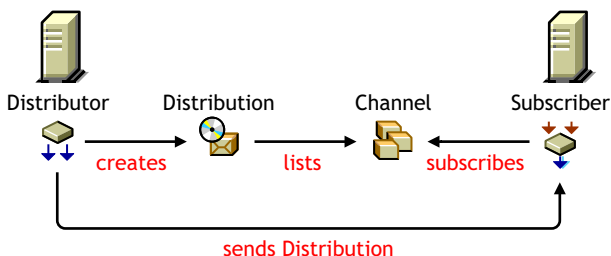 Distributor
Distribution
Channel
Subscriber
creates
lists
subscribes
sends Distribution